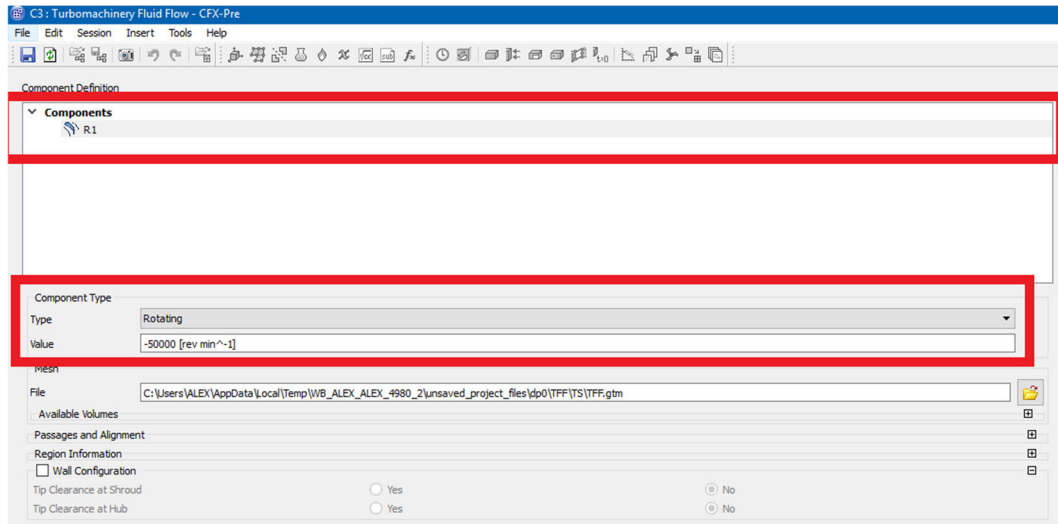 C3 : Turbomachinery Fluid Flow - CFX-Pre
File Edit Session Insert Tools Help
Component Definition
Components
R1
Component Type
Type Rotating
Value -50000 [rev min^-1]
Mesh
File C:\Users\ALEX\AppData\Local\Temp\WB_ALEX_ALEX_4980_2\unsaved_project_files\dp0\TFF\TS\TFF.gtm
Available Volumes
Passages and Alignment
Region Information
Wall Configuration
Tip Clearance at Shroud Yes No
Tip Clearance at Hub Yes No